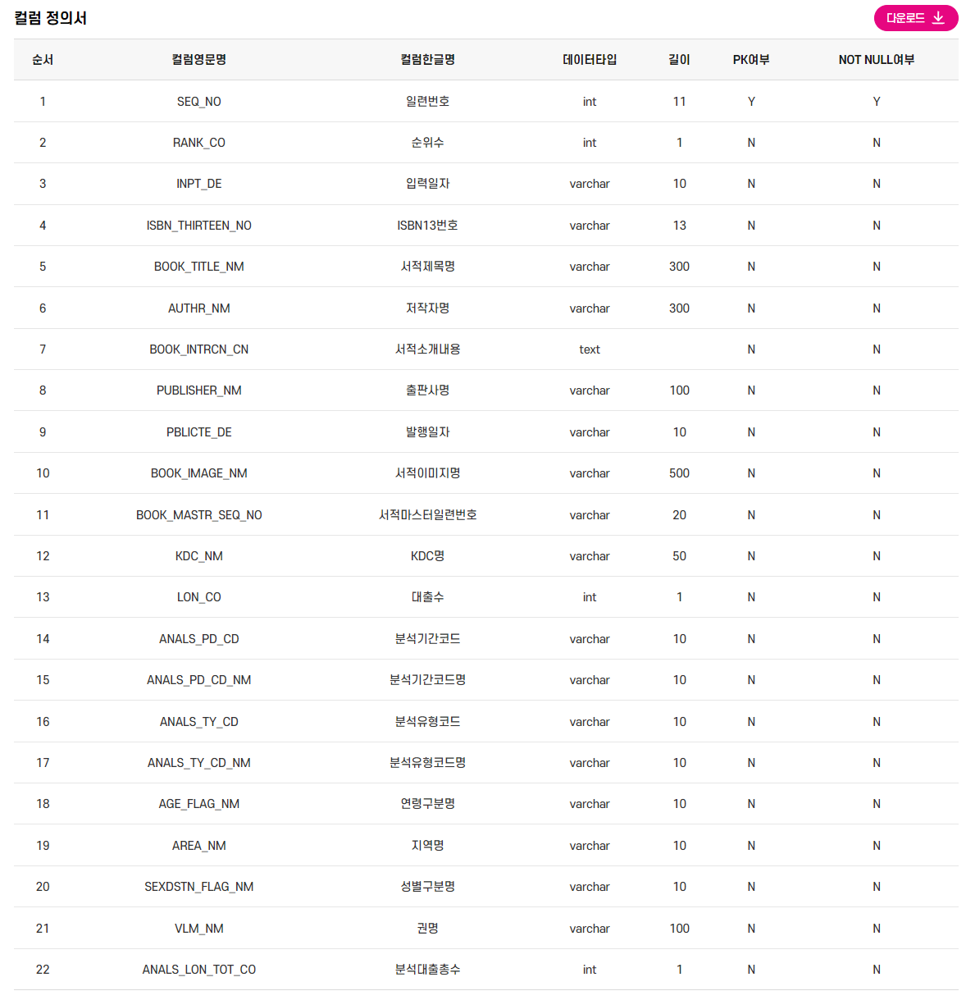 컬럼 정의서
다운로드
순서 컬럼영문명 컬럼한글명 데이터타입 길이 PK여부 NOT NULL여부
1 SEQ_NO 일련번호 int 11 Y Y
2 RANK_CO 순위수 int 1 N N
3 INPT_DE 입력일자 varchar 10 N N
4 ISBN_THIRTEEN_NO ISBN13번호 varchar 13 N N
5 BOOK_TITLE_NM 서적제목명 varchar 300 N N
6 AUTHR_NM 저작자명 varchar 300 N N
7 BOOK_INTRCN_CN 서적소개내용 text N N
8 PUBLISHER_NM 출판사명 varchar 100 N N
9 PBLICTE_DE 발행일자 varchar 10 N N
10 BOOK_IMAGE_NM 서적이미지명 varchar 500 N N
11 BOOK_MASTR_SEQ_NO 서적마스터일련번호 varchar 20 N N
12 KDC_NM KDC명 varchar 50 N N
13 LON_CO 대출수 int 1 N N
14 ANALS_PD_CD 분석기간코드 varchar 10 N N
15 ANALS_PD_CD_NM 분석기간코드명 varchar 10 N N
16 ANALS_TY_CD 분석유형코드 varchar 10 N N
17 ANALS_TY_CD_NM 분석유형코드명 varchar 10 N N
18 AGE_FLAG_NM 연령구분명 varchar 10 N N
19 AREA_NM 지역명 varchar 10 N N
20 SEXDSTN_FLAG_NM 성별구분명 varchar 10 N N
21 VLM_NM 권명 varchar 100 N N
22 ANALS_LON_TOT_CO 분석대출총수 int 1 N N